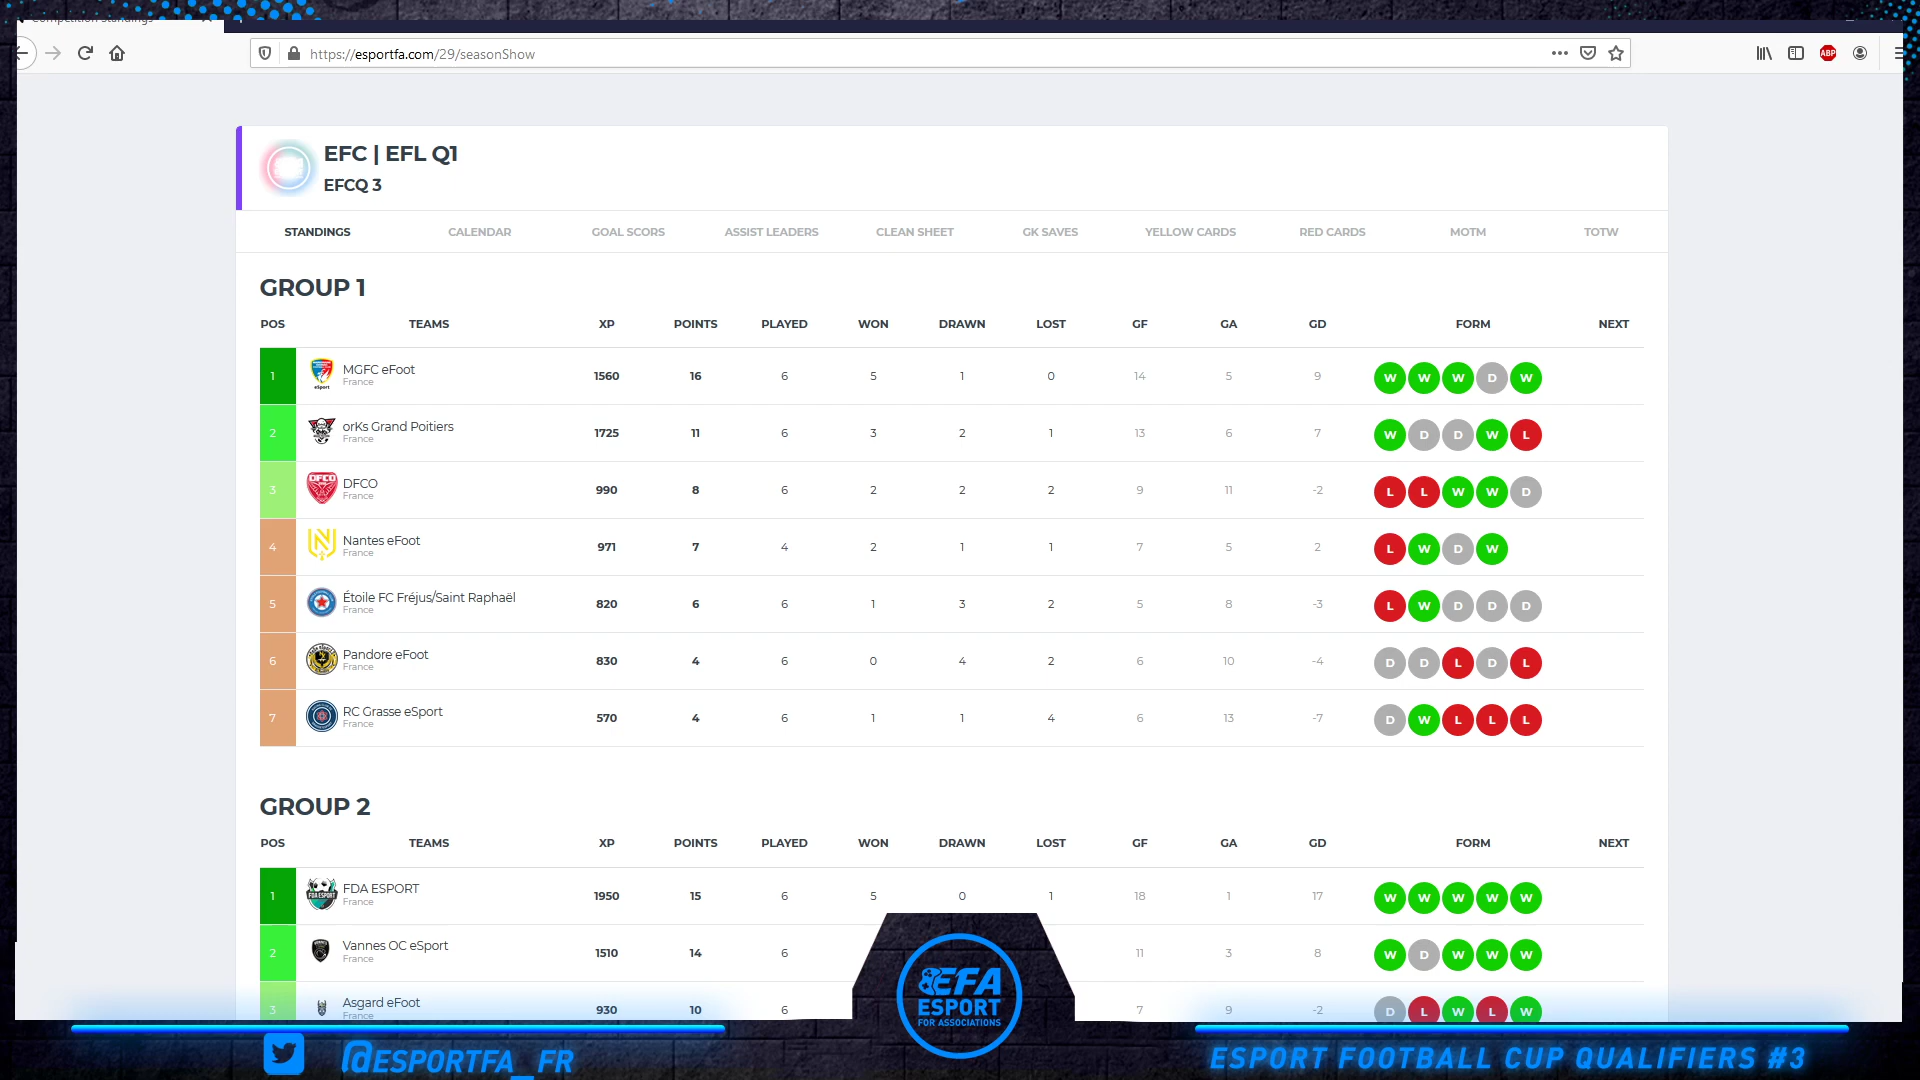 Competition Standings
https://esportfa.com/29/seasonShow
ABP
EFC | EFL Q1
EFCQ 3
STANDINGS CALENDAR GOAL SCORS ASSIST LEADERS CLEAN SHEET GK SAVES YELLOW CARDS RED CARDS MOTM TOTW
GROUP 1
POS TEAMS XP POINTS PLAYED WON DRAWN LOST GF GA GD FORM NEXT
1 MGFC eFoot 1560 16 6 5 1 0 14 5 9 W W W D W
France
2 orKs Grand Poitiers 1725 11 6 3 2 1 13 6 7 W D D W L
France
3 DFCO 990 8 6 2 2 2 9 11 -2 L L W W D
France
4 Nantes eFoot 971 7 4 2 1 1 7 5 2 L W D W
France
5 Étoile FC Fréjus/Saint Raphaël 820 6 6 1 3 2 5 8 -3 L W D D D
France
6 Pandore eFoot 830 4 6 0 4 2 6 10 -4 D D L D L
France
7 RC Grasse eSport 570 4 6 1 1 4 6 13 -7 D W L L L
France
GROUP 2
POS TEAMS XP POINTS PLAYED WON DRAWN LOST GF GA GD FORM NEXT
1 FDA ESPORT 1950 15 6 5 0 1 18 1 17 W W W W W
France
2 Vannes OC eSport 1510 14 6 11 3 8 W D W W W
France
3 Asgard eFoot 930 10 6 7 9 -2 D L W L W
France
EFA
ESPORT
FOR ASSOCIATIONS
@ESPORTFA_FR
ESPORT FOOTBALL CUP QUALIFIERS #3